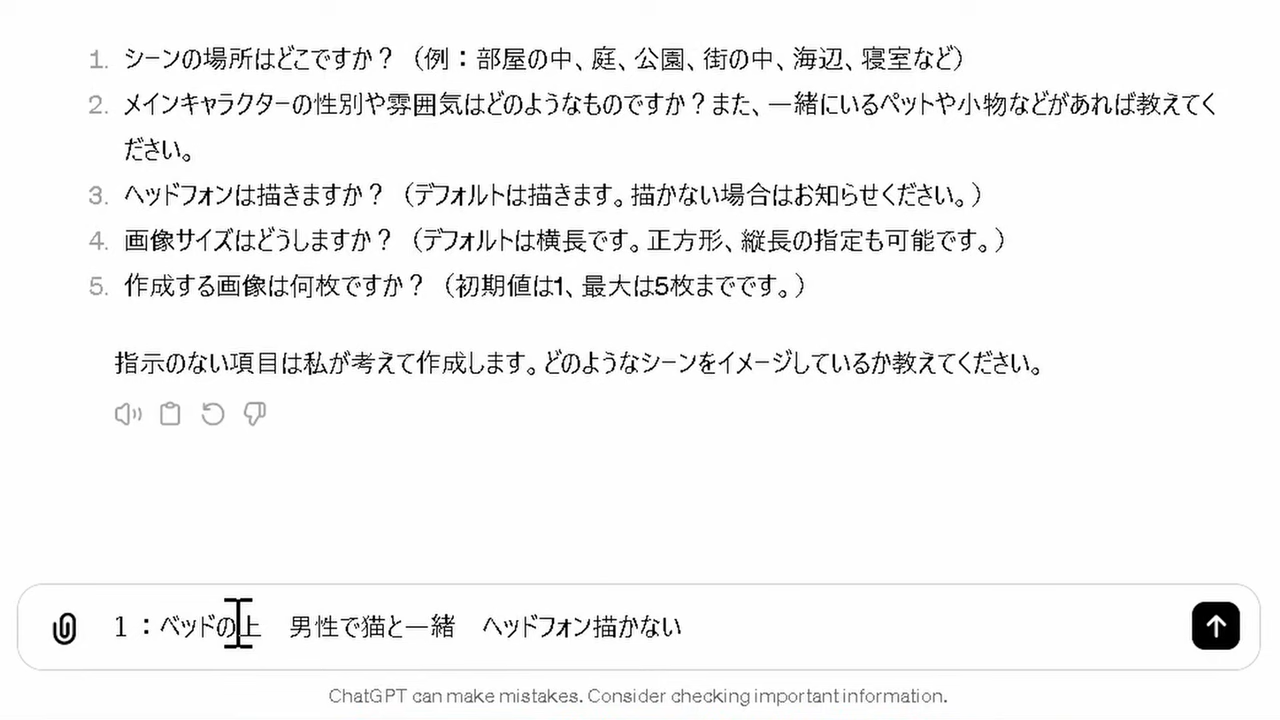 1. シーンの場所はどこですか？（例：部屋の中、庭、公園、街の中、海辺、寝室など）
2. メインキャラクターの性別や雰囲気はどのようなものですか？また、一緒にいるペットや小物などがあれば教えてく
ださい。
3. ヘッドフォンは描きますか？（デフォルトは描きます。描かない場合はお知らせください。）
4. 画像サイズはどうしますか？（デフォルトは横長です。正方形、縦長の指定も可能です。）
5. 作成する画像は何枚ですか？（初期値は1、最大は5枚までです。）
指示のない項目は私が考えて作成します。どのようなシーンをイメージしているか教えてください。
１：ベッドの上　男性で猫と一緒　ヘッドフォン描かない
ChatGPT can make mistakes. Consider checking important information.